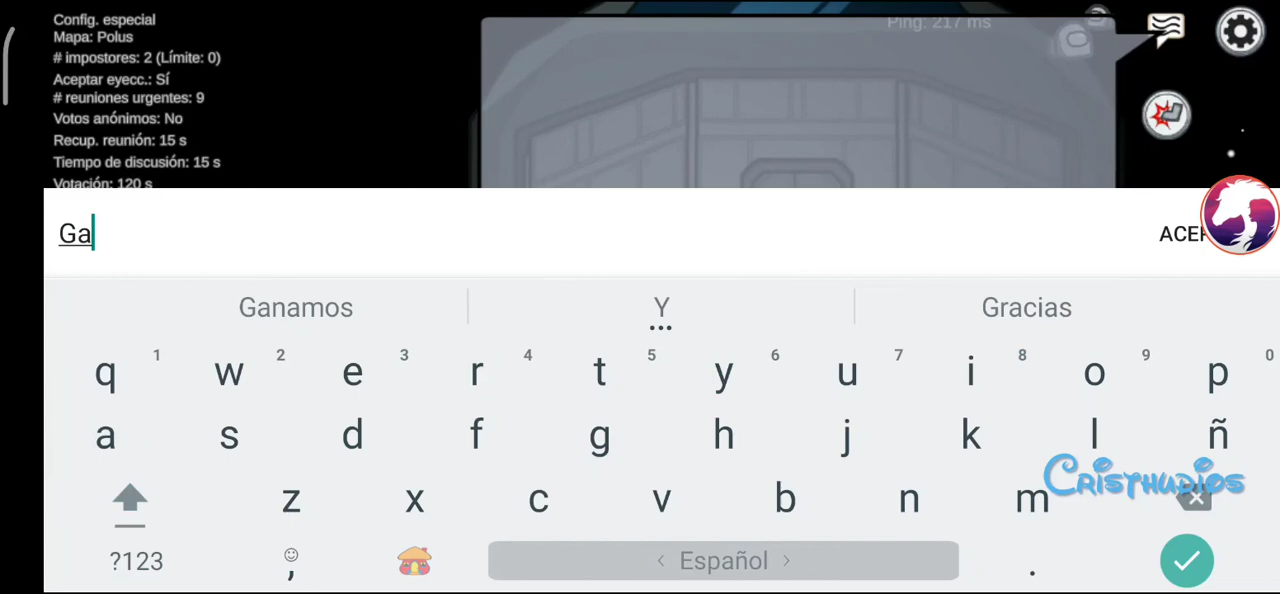 Config. especial
Mapa: Polus
# impostores: 2 (Límite: 0)
Aceptar eyecc.: Sí
# reuniones urgentes: 9
Votos anónimos: No
Recup. reunión: 15 s
Tiempo de discusión: 15 s
Votación: 120 s
Ping: 217 ms
Ga
Ganamos Y Gracias
1 2 3 4 5 6 7 8 9 0
q w e r t y u i o p
a s d f g h j k l ñ
Cristhudios
z x c v b n m
?123 , < Español > .